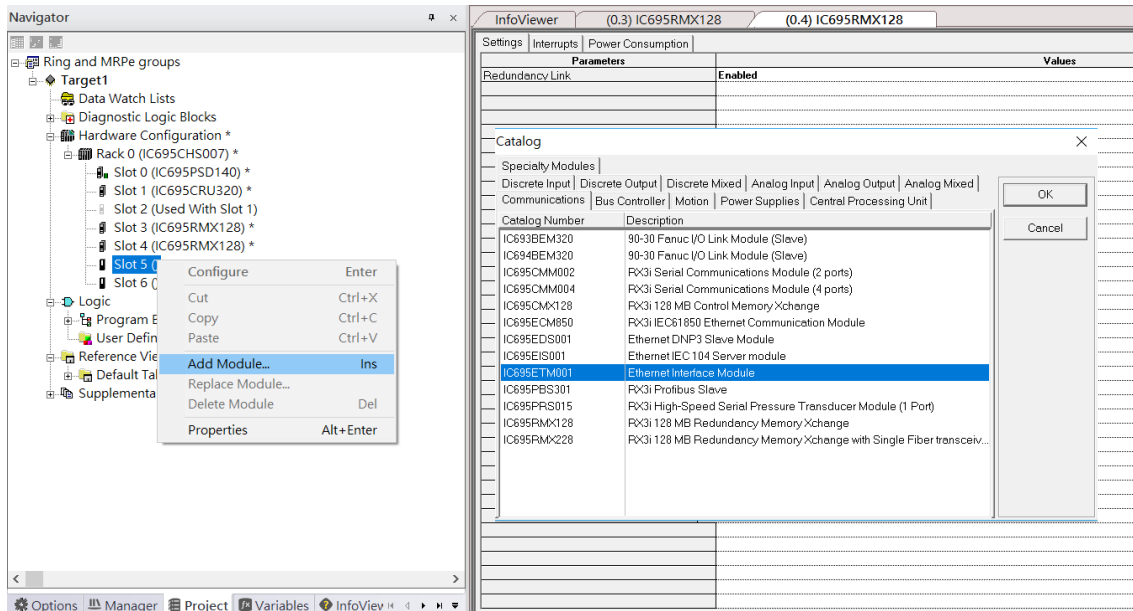 Navigator
Ring and MRPe groups
Target1
Data Watch Lists
Diagnostic Logic Blocks
Hardware Configuration *
Rack 0 (IC695CHS007) *
Slot 0 (IC695PSD140) *
Slot 1 (IC695CRU320) *
Slot 2 (Used With Slot 1)
Slot 3 (IC695RMX128) *
Slot 4 (IC695RMX128) *
Slot 5 (
Slot 6 (
Logic
Program
User Defin
Reference Vie
Default Ta
Supplementa
Configure Enter
Cut Ctrl+X
Copy Ctrl+C
Paste Ctrl+V
Add Module... Ins
Replace Module...
Delete Module Del
Properties Alt+Enter
Options Manager Project Variables InfoView
InfoViewer (0.3) IC695RMX128 (0.4) IC695RMX128
Settings Interrupts Power Consumption
Parameters Values
Redundancy Link Enabled
Catalog
Specialty Modules
Discrete Input Discrete Output Discrete Mixed Analog Input Analog Output Analog Mixed
Communications Bus Controller Motion Power Supplies Central Processing Unit
Catalog Number Description
IC693BEM320 90-30 Fanuc I/O Link Module (Slave)
IC694BEM320 90-30 Fanuc I/O Link Module (Slave)
IC695CMM002 RX3i Serial Communications Module (2 ports)
IC695CMM004 RX3i Serial Communications Module (4 ports)
IC695CMX128 RX3i 128 MB Control Memory Xchange
IC695ECM850 RX3i IEC61850 Ethernet Communication Module
IC695EDS001 Ethernet DNP3 Slave Module
IC695EIS001 Ethernet IEC 104 Server module
IC695ETM001 Ethernet Interface Module
IC695PBS301 RX3i Profibus Slave
IC695PRS015 RX3i High-Speed Serial Pressure Transducer Module (1 Port)
IC695RMX128 RX3i 128 MB Redundancy Memory Xchange
IC695RMX228 RX3i 128 MB Redundancy Memory Xchange with Single Fiber transceiv...
OK
Cancel